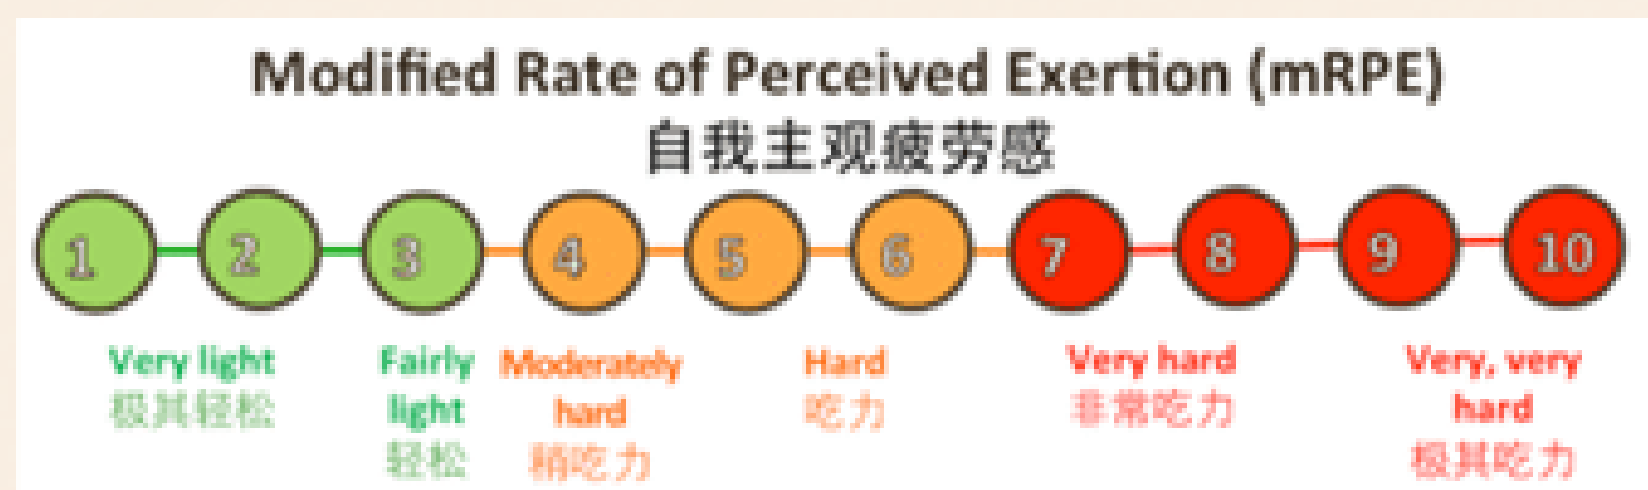 Modified Rate of Perceived Exertion (mRPE)
自我主观疲劳感
1 2 3 4 5 6 7 8 9 10
Very light
极其轻松
Fairly
light
轻松
Moderately
hard
稍吃力
Hard
吃力
Very hard
非常吃力
Very, very
hard
极其吃力